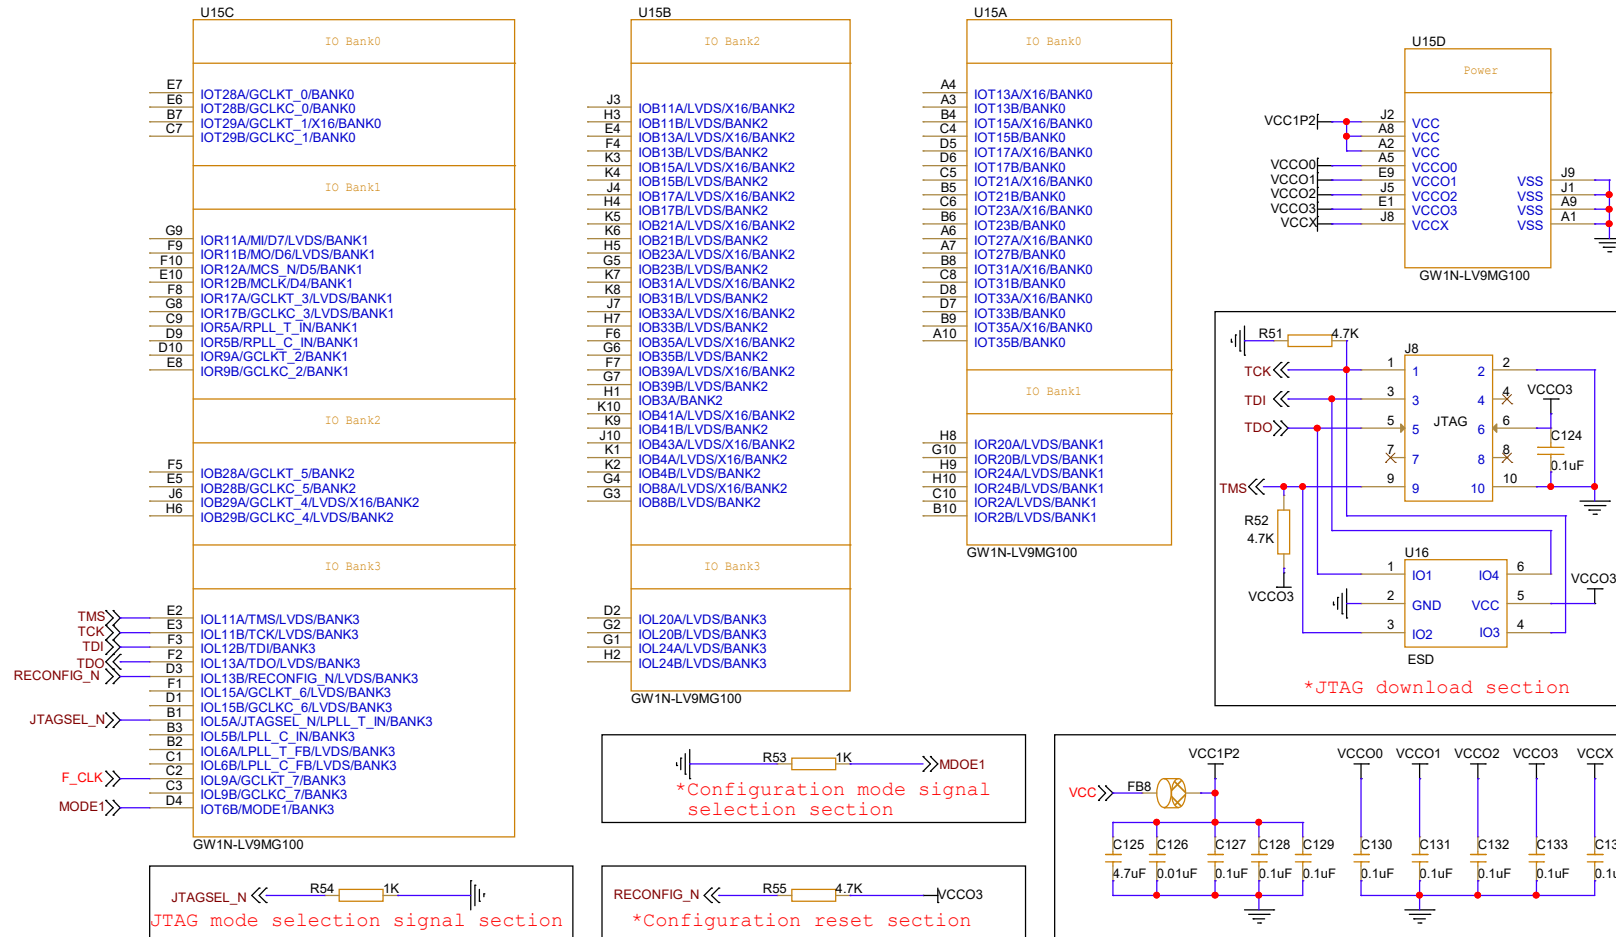 U15C
IO Bank0
E7 IOT28A/GCLKT_0/BANK0
E6 IOT28B/GCLKC_0/BANK0
B7 IOT29A/GCLKT_1/X16/BANK0
C7 IOT29B/GCLKC_1/BANK0
IO Bank1
G9 IOR11A/MI/D7/LVDS/BANK1
F9 IOR11B/MO/D6/LVDS/BANK1
F10 IOR12A/MCS_N/D5/BANK1
E10 IOR12B/MCLK/D4/BANK1
F8 IOR17A/GCLKT_3/LVDS/BANK1
G8 IOR17B/GCLKC_3/LVDS/BANK1
C9 IOR5A/RPLL_T_IN/BANK1
D9 IOR5B/RPLL_C_IN/BANK1
D10 IOR9A/GCLKT_2/BANK1
E8 IOR9B/GCLKC_2/BANK1
IO Bank2
F5 IOB28A/GCLKT_5/BANK2
E5 IOB28B/GCLKC_5/BANK2
J6 IOB29A/GCLKT_4/LVDS/X16/BANK2
H6 IOB29B/GCLKC_4/LVDS/BANK2
IO Bank3
TMS E2 IOL11A/TMS/LVDS/BANK3
TCK E3 IOL11B/TCK/LVDS/BANK3
TDI F3 IOL12B/TDI/BANK3
TDO F2 IOL13A/TDO/LVDS/BANK3
RECONFIG_N D3 IOL13B/RECONFIG_N/LVDS/BANK3
F1 IOL15A/GCLKT_6/LVDS/BANK3
D1 IOL15B/GCLKC_6/LVDS/BANK3
JTAGSEL_N B1 IOL5A/JTAGSEL_N/LPLL_T_IN/BANK3
B3 IOL5B/LPLL_C_IN/BANK3
B2 IOL6A/LPLL_T_FB/LVDS/BANK3
C1 IOL6B/LPLL_C_FB/LVDS/BANK3
F_CLK C2 IOL9A/GCLKT_7/BANK3
C3 IOL9B/GCLKC_7/BANK3
MODE1 D4 IOT6B/MODE1/BANK3
GW1N-LV9MG100
U15B
IO Bank2
J3 IOB11A/LVDS/X16/BANK2
H3 IOB11B/LVDS/BANK2
E4 IOB13A/LVDS/X16/BANK2
F4 IOB13B/LVDS/BANK2
K3 IOB15A/LVDS/X16/BANK2
K4 IOB15B/LVDS/BANK2
J4 IOB17A/LVDS/X16/BANK2
H4 IOB17B/LVDS/BANK2
K5 IOB21A/LVDS/X16/BANK2
K6 IOB21B/LVDS/BANK2
H5 IOB23A/LVDS/X16/BANK2
G5 IOB23B/LVDS/BANK2
K7 IOB31A/LVDS/X16/BANK2
K8 IOB31B/LVDS/BANK2
J7 IOB33A/LVDS/X16/BANK2
H7 IOB33B/LVDS/BANK2
F6 IOB35A/LVDS/X16/BANK2
G6 IOB35B/LVDS/BANK2
F7 IOB39A/LVDS/X16/BANK2
G7 IOB39B/LVDS/BANK2
H1 IOB3A/BANK2
K10 IOB41A/LVDS/X16/BANK2
K9 IOB41B/LVDS/BANK2
J10 IOB43A/LVDS/X16/BANK2
K1 IOB4A/LVDS/X16/BANK2
K2 IOB4B/LVDS/BANK2
G4 IOB8A/LVDS/X16/BANK2
G3 IOB8B/LVDS/BANK2
IO Bank3
D2 IOL20A/LVDS/BANK3
G2 IOL20B/LVDS/BANK3
G1 IOL24A/LVDS/BANK3
H2 IOL24B/LVDS/BANK3
GW1N-LV9MG100
U15A
IO Bank0
A4 IOT13A/X16/BANK0
A3 IOT13B/BANK0
B4 IOT15A/X16/BANK0
C4 IOT15B/BANK0
D5 IOT17A/X16/BANK0
D6 IOT17B/BANK0
C5 IOT21A/X16/BANK0
B5 IOT21B/BANK0
C6 IOT23A/X16/BANK0
B6 IOT23B/BANK0
A6 IOT27A/X16/BANK0
A7 IOT27B/BANK0
B8 IOT31A/X16/BANK0
C8 IOT31B/BANK0
D8 IOT33A/X16/BANK0
D7 IOT33B/BANK0
B9 IOT35A/X16/BANK0
A10 IOT35B/BANK0
IO Bank1
H8 IOR20A/LVDS/BANK1
G10 IOR20B/LVDS/BANK1
H9 IOR24A/LVDS/BANK1
H10 IOR24B/LVDS/BANK1
C10 IOR2A/LVDS/BANK1
B10 IOR2B/LVDS/BANK1
GW1N-LV9MG100
U15D
Power
VCC1P2 J2 VCC
A8 VCC
A2 VCC
VCCO0 A5 VCCO0
VCCO1 E9 VCCO1 VSS J9
VCCO2 J5 VCCO2 VSS J1
VCCO3 E1 VCCO3 VSS A9
VCCX J8 VCCX VSS A1
GW1N-LV9MG100
R51 4.7K
J8
TCK 1 1 2 2
TDI 3 3 4 4 VCCO3
TDO 5 5 JTAG 6 6
C124
7 7 8 8 0.1uF
TMS 9 9 10 10
R52
4.7K
VCCO3
U16
1 IO1 IO4 6
2 GND VCC 5 VCCO3
3 IO2 IO3 4
ESD
*JTAG download section
R53 1K MDOE1
*Configuration mode signal
selection section
JTAGSEL_N R54 1K
JTAG mode selection signal section
RECONFIG_N R55 4.7K VCCO3
*Configuration reset section
VCC1P2 VCCO0 VCCO1 VCCO2 VCCO3 VCCX
VCC FB8
C125 C126 C127 C128 C129 C130 C131 C132 C133
4.7uF 0.01uF 0.1uF 0.1uF 0.1uF 0.1uF 0.1uF 0.1uF 0.1uF